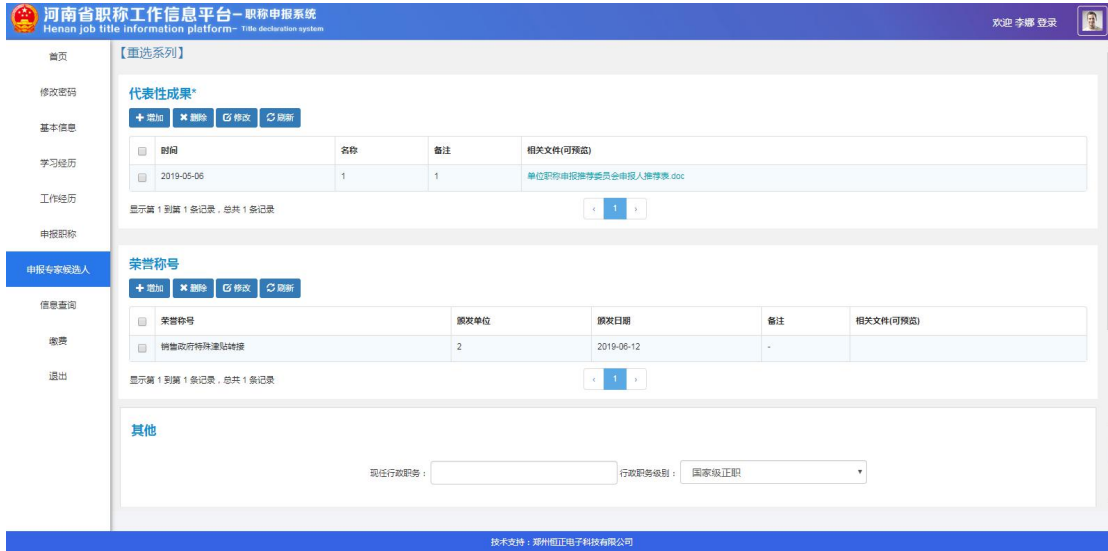 河南省职称工作信息平台-职称申报系统
Henan job title information platform- Title declaration system
欢迎 李娜 登录
首页
修改密码
基本信息
学习经历
工作经历
申报职称
申报专家候选人
信息查询
缴费
退出
【重选系列】
代表性成果*
增加 删除 修改 刷新
时间 名称 备注 相关文件(可预览)
2019-05-06 1 1 单位职称申报推荐委员会申报人推荐表.doc
显示第 1 到第 1 条记录，总共 1 条记录
‹ 1 ›
荣誉称号
增加 删除 修改 刷新
荣誉称号 颁发单位 颁发日期 备注 相关文件(可预览)
销售政府特殊津贴转接 2 2019-06-12 -
显示第 1 到第 1 条记录，总共 1 条记录
‹ 1 ›
其他
现任行政职务： 行政职务级别： 国家级正职
技术支持：郑州恒正电子科技有限公司